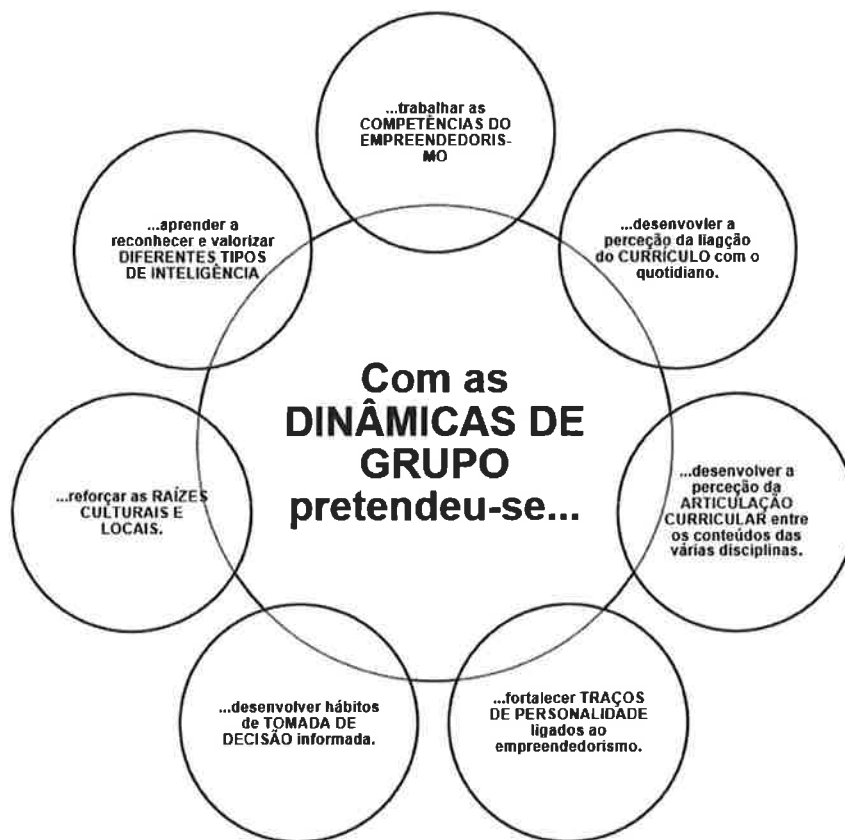 Com as
DINÂMICAS DE
GRUPO
pretendeu-se...
...trabalhar as
COMPETÊNCIAS DO
EMPREENDEDORIS-
MO
...desenvovler a
perceção da liagção
do CURRÍCULO com o
quotidiano.
...desenvolver a
perceção da
ARTICULAÇÃO
CURRICULAR entre
os conteúdos das
várias disciplinas.
...fortalecer TRAÇOS
DE PERSONALIDADE
ligados ao
empreendedorismo.
...desenvolver hábitos
de TOMADA DE
DECISÃO informada.
...reforçar as RAÍZES
CULTURAIS E
LOCAIS.
...aprender a
reconhecer e valorizar
DIFERENTES TIPOS
DE INTELIGÊNCIA